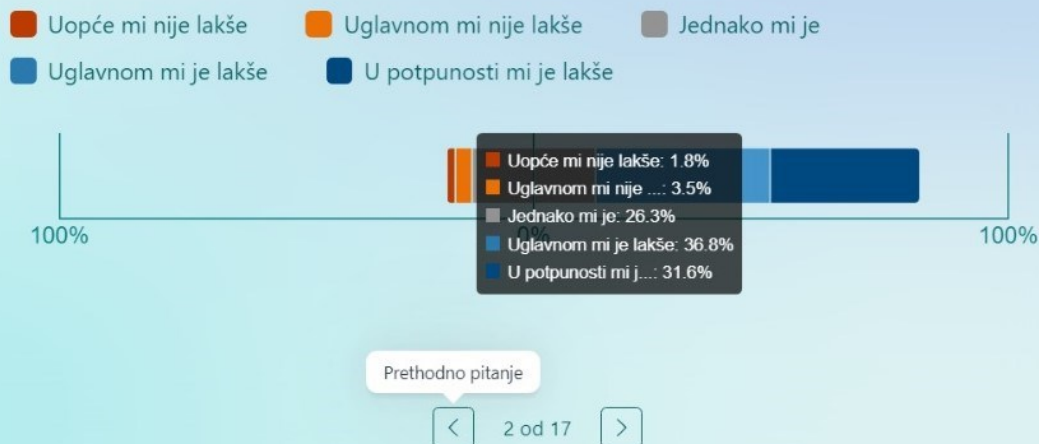 Uopće mi nije lakše Uglavnom mi nije lakše Jednako mi je
Uglavnom mi je lakše U potpunosti mi je lakše
Uopće mi nije lakše: 1.8%
Uglavnom mi nije ...: 3.5%
Jednako mi je: 26.3%
100% 0% 100%
Uglavnom mi je lakše: 36.8%
U potpunosti mi j...: 31.6%
Prethodno pitanje
< 2 od 17 >